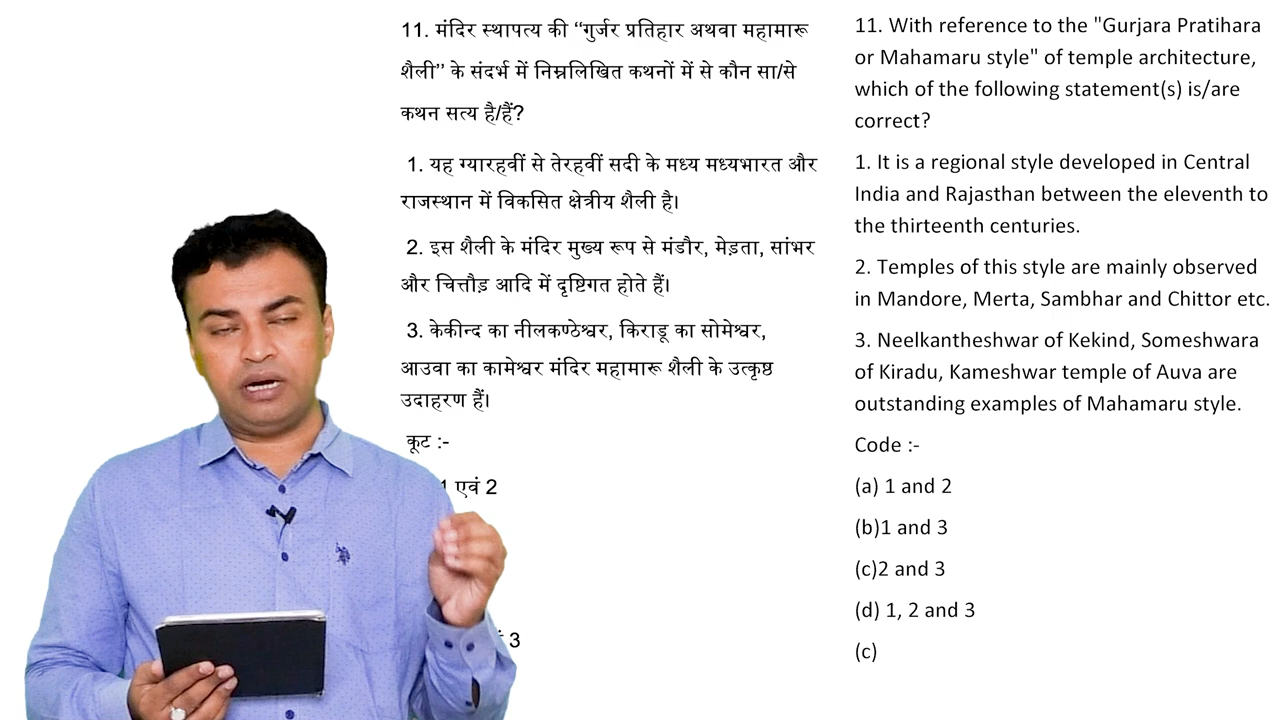 11. मंदिर स्थापत्य की “गुर्जर प्रतिहार अथवा महामारू
शैली” के संदर्भ में निम्नलिखित कथनों में से कौन सा/से
कथन सत्य है/हैं?
1. यह ग्यारहवीं से तेरहवीं सदी के मध्य मध्यभारत और
राजस्थान में विकसित क्षेत्रीय शैली है।
2. इस शैली के मंदिर मुख्य रूप से मंडौर, मेड़ता, सांभर
और चित्तौड़ आदि में दृष्टिगत होते हैं।
3. केकीन्द का नीलकण्ठेश्वर, किराडू का सोमेश्वर,
आउवा का कामेश्वर मंदिर महामारू शैली के उत्कृष्ठ
उदाहरण हैं।
कूट :-
1 एवं 2
3
11. With reference to the "Gurjara Pratihara
or Mahamaru style" of temple architecture,
which of the following statement(s) is/are
correct?
1. It is a regional style developed in Central
India and Rajasthan between the eleventh to
the thirteenth centuries.
2. Temples of this style are mainly observed
in Mandore, Merta, Sambhar and Chittor etc.
3. Neelkantheshwar of Kekind, Someshwara
of Kiradu, Kameshwar temple of Auva are
outstanding examples of Mahamaru style.
Code :-
(a) 1 and 2
(b)1 and 3
(c)2 and 3
(d) 1, 2 and 3
(c)